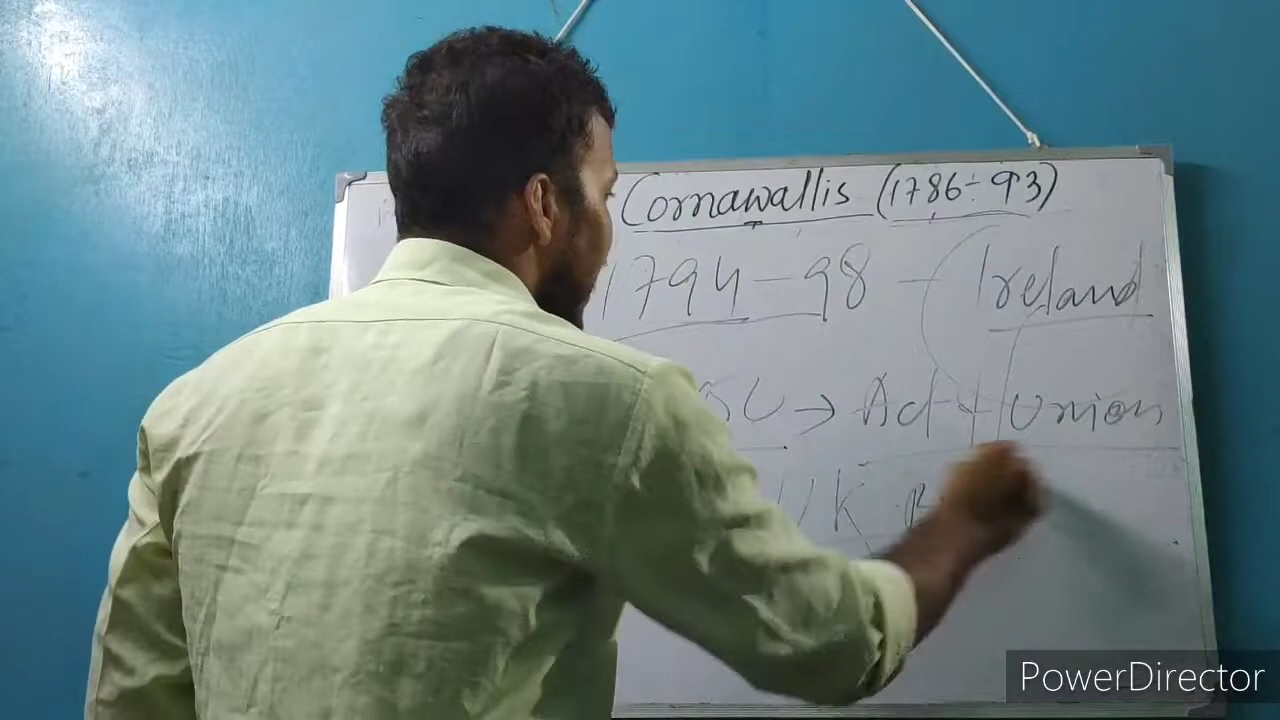 Cornawallis (1786-93)
1794-98 - Ireland
→ Act of Union
UK
PowerDirector